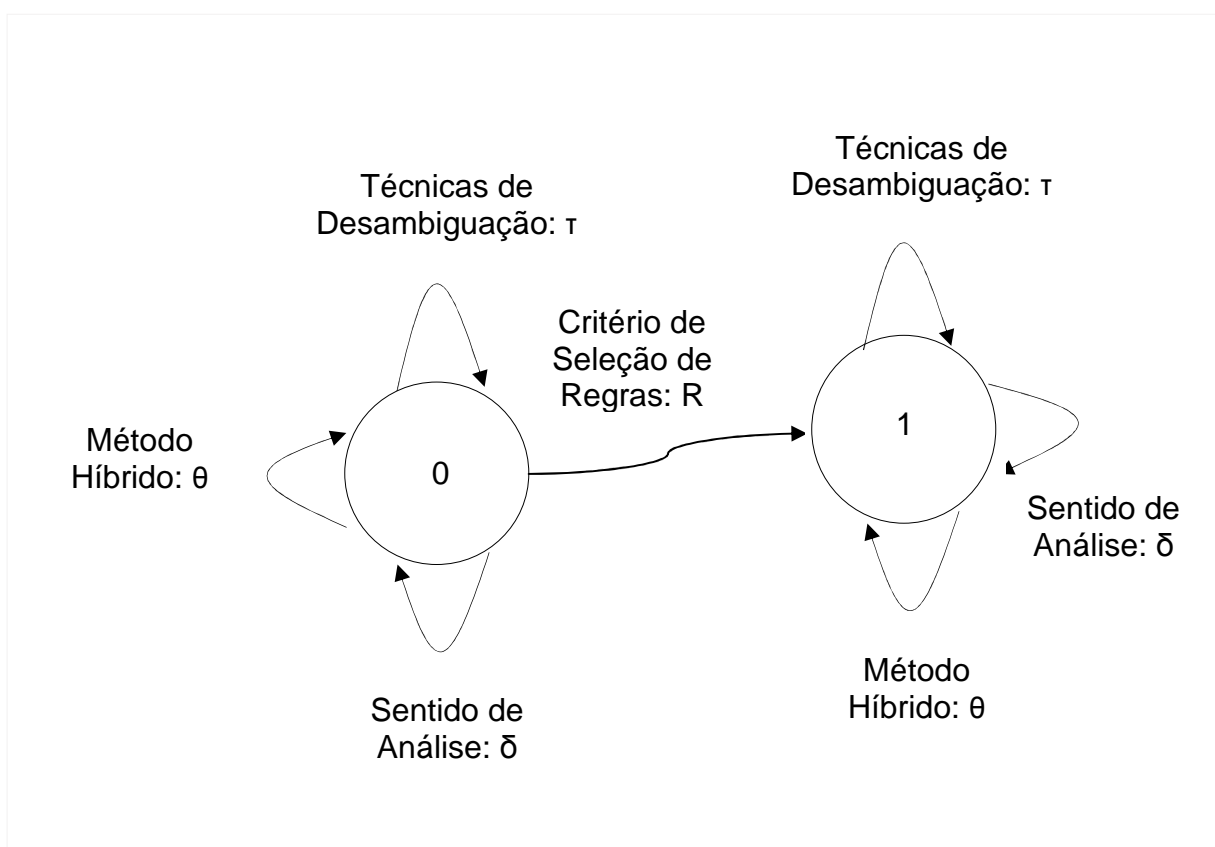 Técnicas de
Desambiguação: τ
Técnicas de
Desambiguação: τ
Critério de
Seleção de
Regras: R
Método
Híbrido: θ
0
1
Sentido de
Análise: δ
Sentido de
Análise: δ
Método
Híbrido: θ